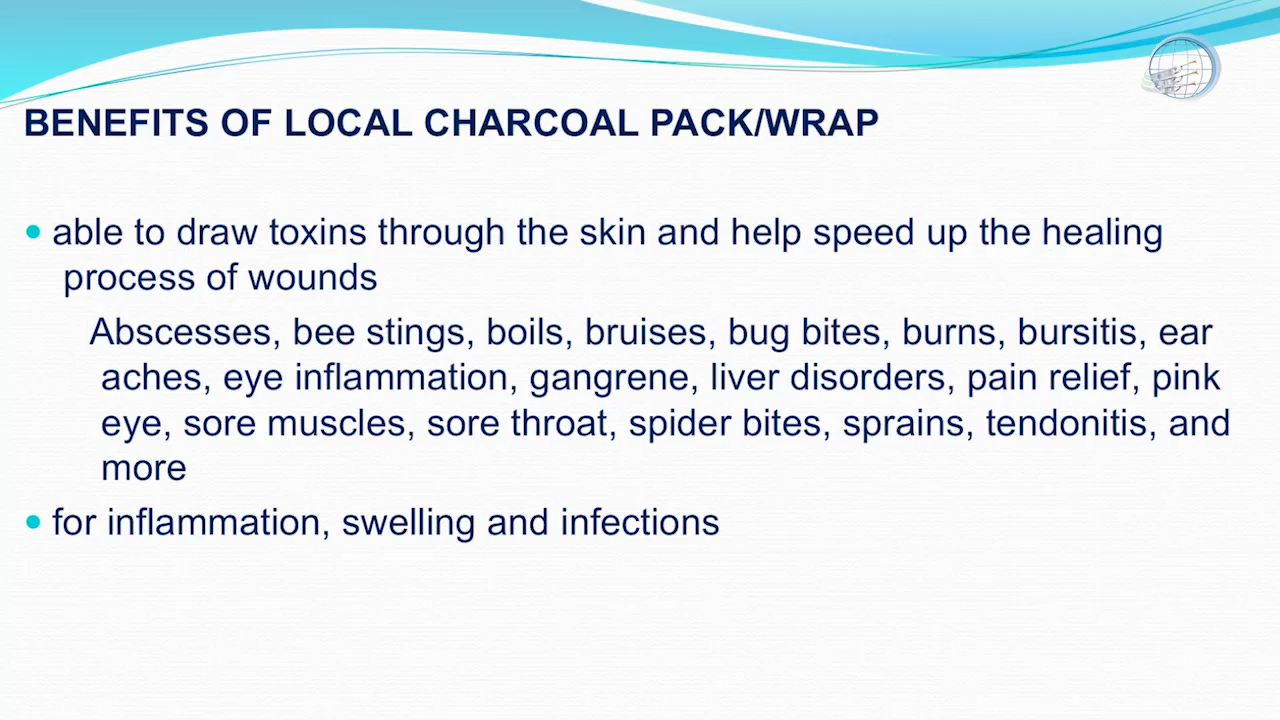 BENEFITS OF LOCAL CHARCOAL PACK/WRAP
• able to draw toxins through the skin and help speed up the healing
process of wounds
Abscesses, bee stings, boils, bruises, bug bites, burns, bursitis, ear
aches, eye inflammation, gangrene, liver disorders, pain relief, pink
eye, sore muscles, sore throat, spider bites, sprains, tendonitis, and
more
• for inflammation, swelling and infections